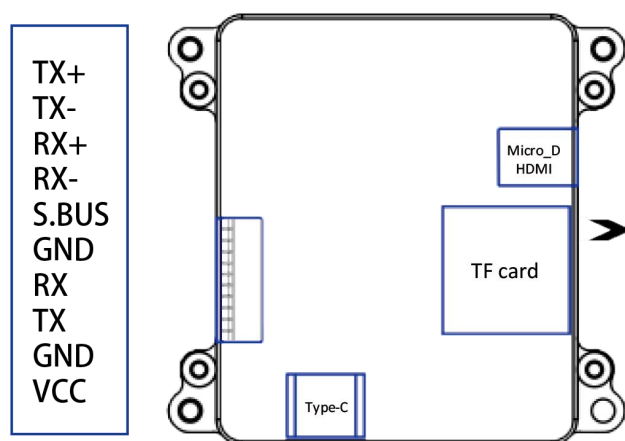 TX+
TX-
RX+
RX-
S.BUS
GND
RX
TX
GND
VCC
Micro_D
HDMI
TF card
Type-C